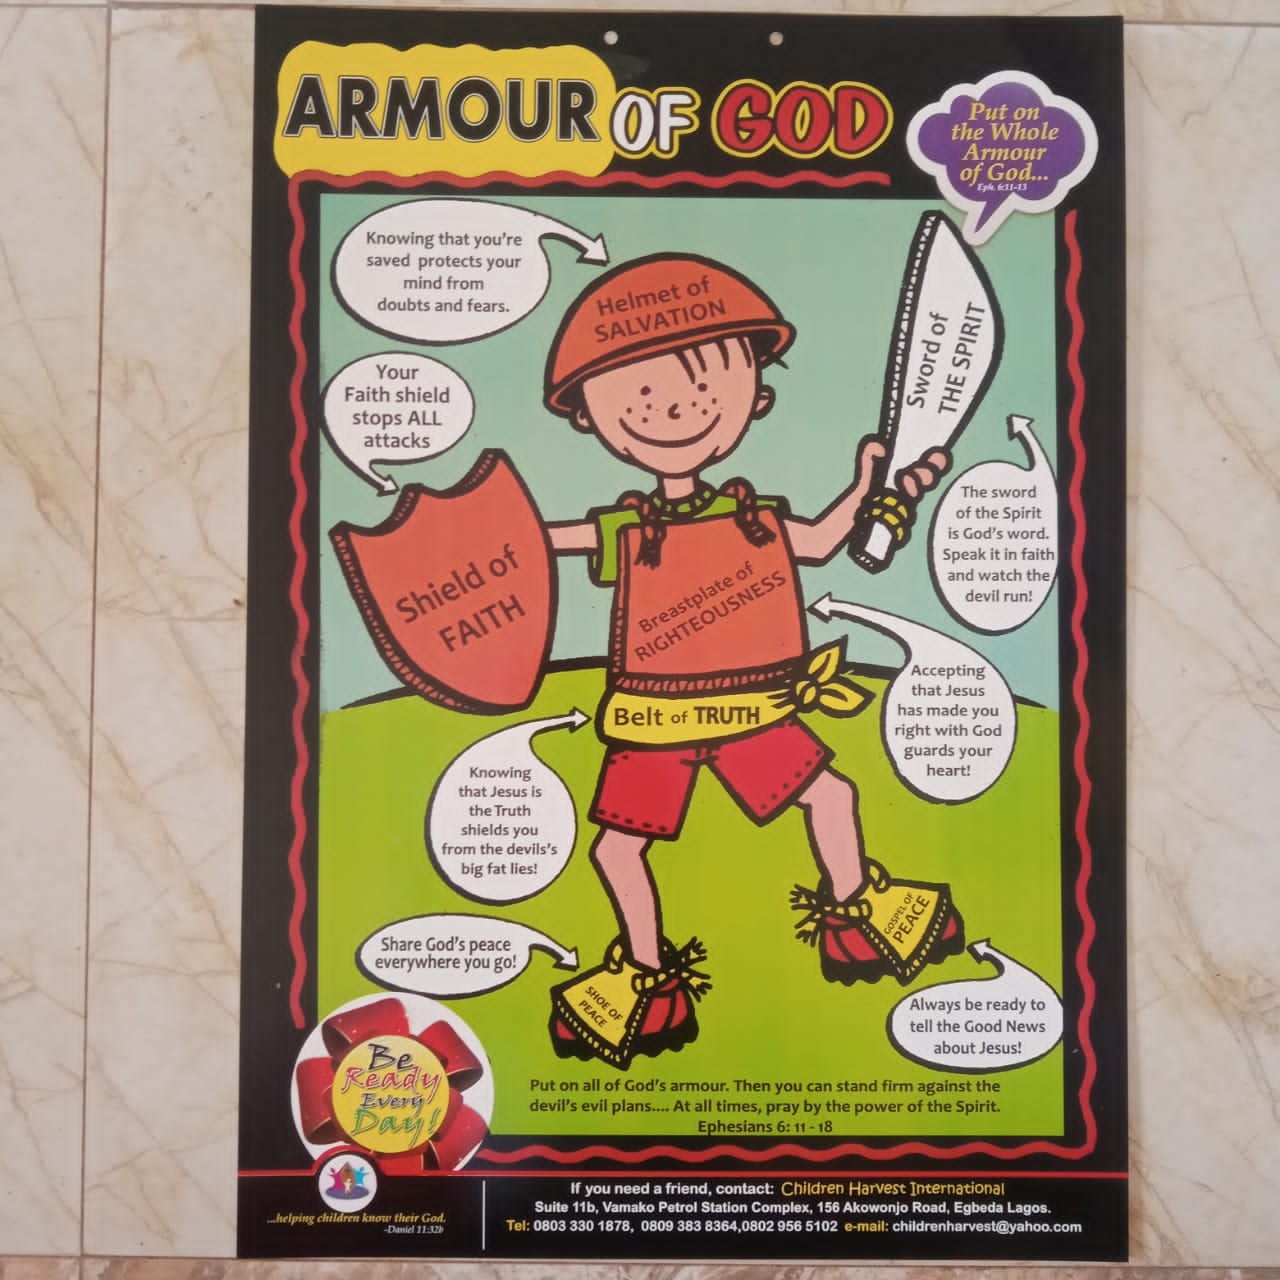 ARMOUR OF GOD
Put on
the Whole
Armour
of God...
Eph. 6:11-13
Knowing that you're
saved protects your
mind from
doubts and fears.
Helmet of
SALVATION
Sword of
THE SPIRIT
Your
Faith shield
stops ALL
attacks
The sword
of the Spirit
is God's word.
Speak it in faith
and watch the
devil run!
Shield of
FAITH
Breastplate of
RIGHTEOUSNESS
Accepting
that Jesus
has made you
right with God
guards your
heart!
Belt of TRUTH
Knowing
that Jesus is
the Truth
shields you
from the devils's
big fat lies!
GOSPEL OF
PEACE
Share God's peace
everywhere you go!
SHOE OF
PEACE
Always be ready to
tell the Good News
about Jesus!
Be
Ready
Every
Day!
Put on all of God's armour. Then you can stand firm against the
devil's evil plans.... At all times, pray by the power of the Spirit.
Ephesians 6: 11 - 18
...helping children know their God.
-Daniel 11:32b
If you need a friend, contact: Children Harvest International
Suite 11b, Vamako Petrol Station Complex, 156 Akowonjo Road, Egbeda Lagos.
Tel: 0803 330 1878, 0809 383 8364,0802 956 5102 e-mail: childrenharvest@yahoo.com